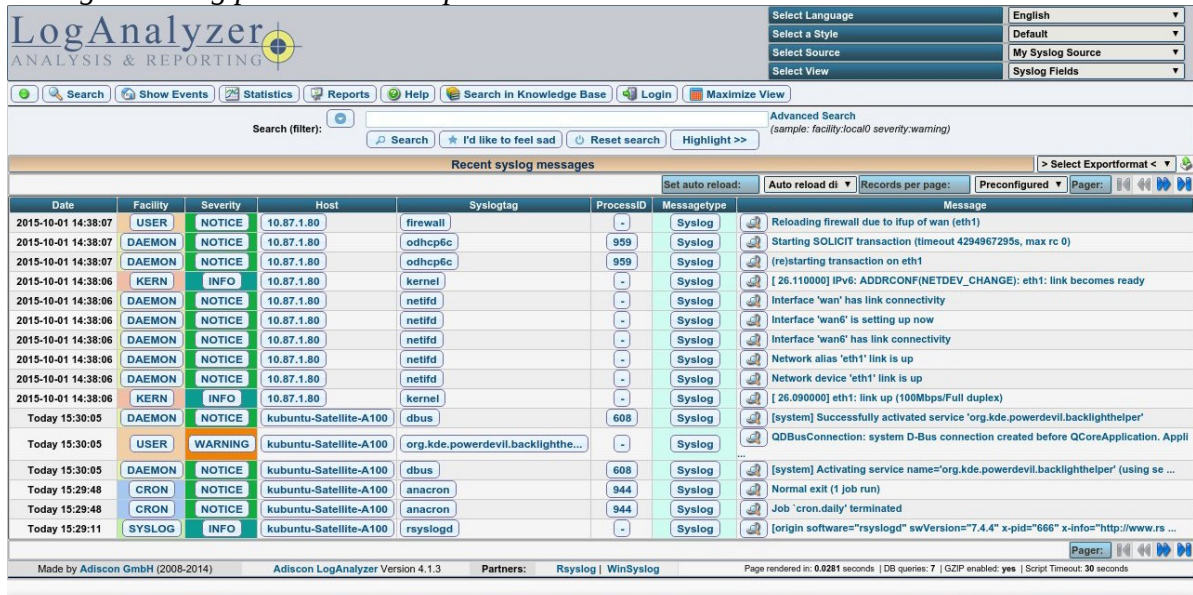 LogAnalyzer
ANALYSIS & REPORTING
Select Language English
Select a Style Default
Select Source My Syslog Source
Select View Syslog Fields
Search Show Events Statistics Reports Help Search in Knowledge Base Login Maximize View
Search (filter): Advanced Search
(sample: facility:local0 severity:warning)
Search I'd like to feel sad Reset search Highlight >>
Recent syslog messages > Select Exportformat <
Set auto reload: Auto reload di Records per page: Preconfigured Pager:
Date Facility Severity Host Syslogtag ProcessID Messagetype Message
2015-10-01 14:38:07 USER NOTICE 10.87.1.80 firewall - Syslog Reloading firewall due to ifup of wan (eth1)
2015-10-01 14:38:07 DAEMON NOTICE 10.87.1.80 odhcp6c 959 Syslog Starting SOLICIT transaction (timeout 4294967295s, max rc 0)
2015-10-01 14:38:07 DAEMON NOTICE 10.87.1.80 odhcp6c 959 Syslog (re)starting transaction on eth1
2015-10-01 14:38:06 KERN INFO 10.87.1.80 kernel - Syslog [ 26.110000] IPv6: ADDRCONF(NETDEV_CHANGE): eth1: link becomes ready
2015-10-01 14:38:06 DAEMON NOTICE 10.87.1.80 netifd - Syslog Interface 'wan' has link connectivity
2015-10-01 14:38:06 DAEMON NOTICE 10.87.1.80 netifd - Syslog Interface 'wan6' is setting up now
2015-10-01 14:38:06 DAEMON NOTICE 10.87.1.80 netifd - Syslog Interface 'wan6' has link connectivity
2015-10-01 14:38:06 DAEMON NOTICE 10.87.1.80 netifd - Syslog Network alias 'eth1' link is up
2015-10-01 14:38:06 DAEMON NOTICE 10.87.1.80 netifd - Syslog Network device 'eth1' link is up
2015-10-01 14:38:06 KERN INFO 10.87.1.80 kernel - Syslog [ 26.090000] eth1: link up (100Mbps/Full duplex)
Today 15:30:05 DAEMON NOTICE kubuntu-Satellite-A100 dbus 608 Syslog [system] Successfully activated service 'org.kde.powerdevil.backlighthelper'
Today 15:30:05 USER WARNING kubuntu-Satellite-A100 org.kde.powerdevil.backlighthe... - Syslog QDBusConnection: system D-Bus connection created before QCoreApplication. Appli
...
Today 15:30:05 DAEMON NOTICE kubuntu-Satellite-A100 dbus 608 Syslog [system] Activating service name='org.kde.powerdevil.backlighthelper' (using se ...
Today 15:29:48 CRON NOTICE kubuntu-Satellite-A100 anacron 944 Syslog Normal exit (1 job run)
Today 15:29:48 CRON NOTICE kubuntu-Satellite-A100 anacron 944 Syslog Job `cron.daily' terminated
Today 15:29:11 SYSLOG INFO kubuntu-Satellite-A100 rsyslogd - Syslog [origin software="rsyslogd" swVersion="7.4.4" x-pid="666" x-info="http://www.rs ...
Pager:
Made by Adiscon GmbH (2008-2014) Adiscon LogAnalyzer Version 4.1.3 Partners: Rsyslog | WinSyslog Page rendered in: 0.0281 seconds | DB queries: 7 | GZIP enabled: yes | Script Timeout: 30 seconds